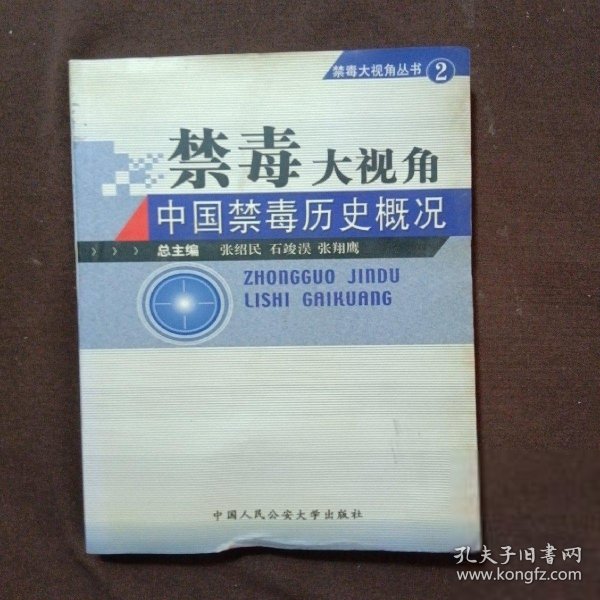 禁毒大视角丛书 2
禁毒 大视角
中国禁毒历史概况
》 》 》 总主编 张绍民 石竣淏 张翔鹰
ZHONGGUO JINDU
LISHI GAIKUANG
中国人民公安大学出版社
孔夫子旧书网
www.kongfz.com